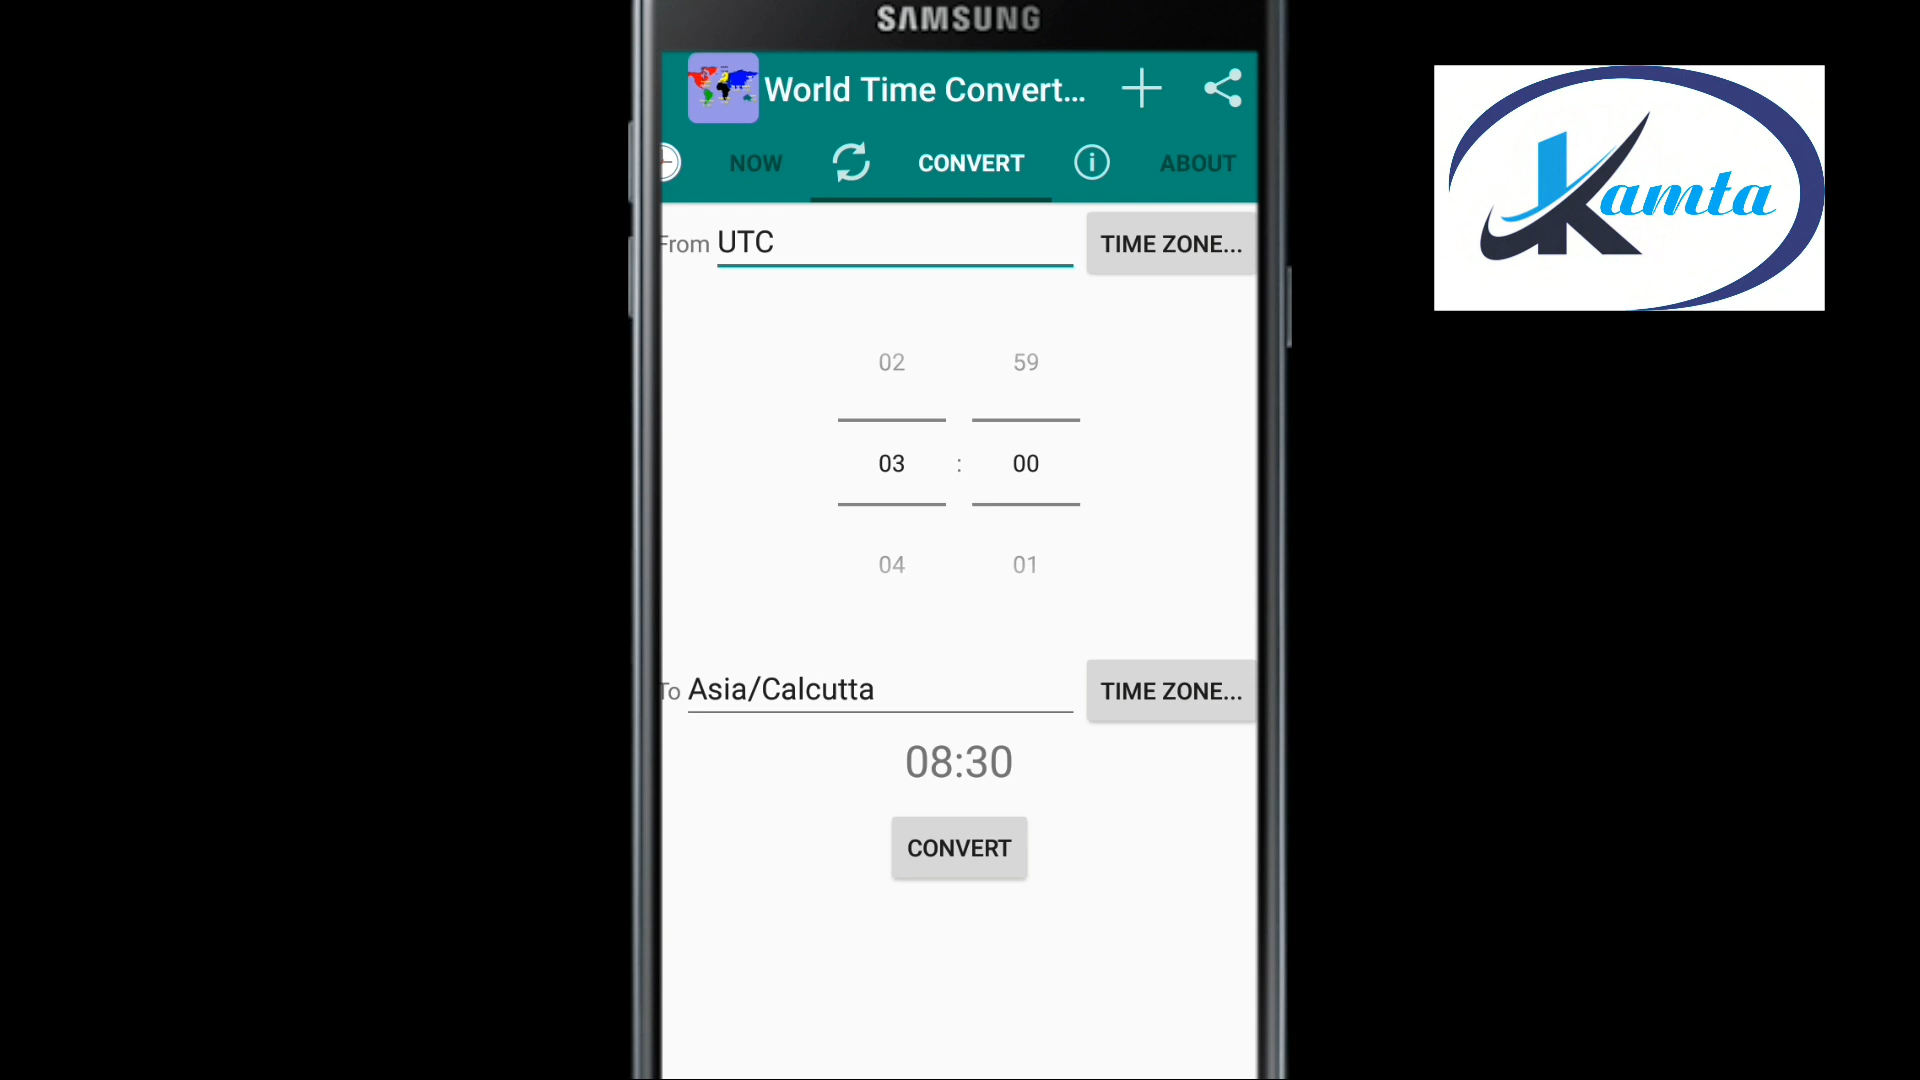 SAMSUNG
World Time Convert...
NOW
CONVERT
ABOUT
From UTC
TIME ZONE...
02 59
03 : 00
04 01
To Asia/Calcutta
TIME ZONE...
08:30
CONVERT
Kamta